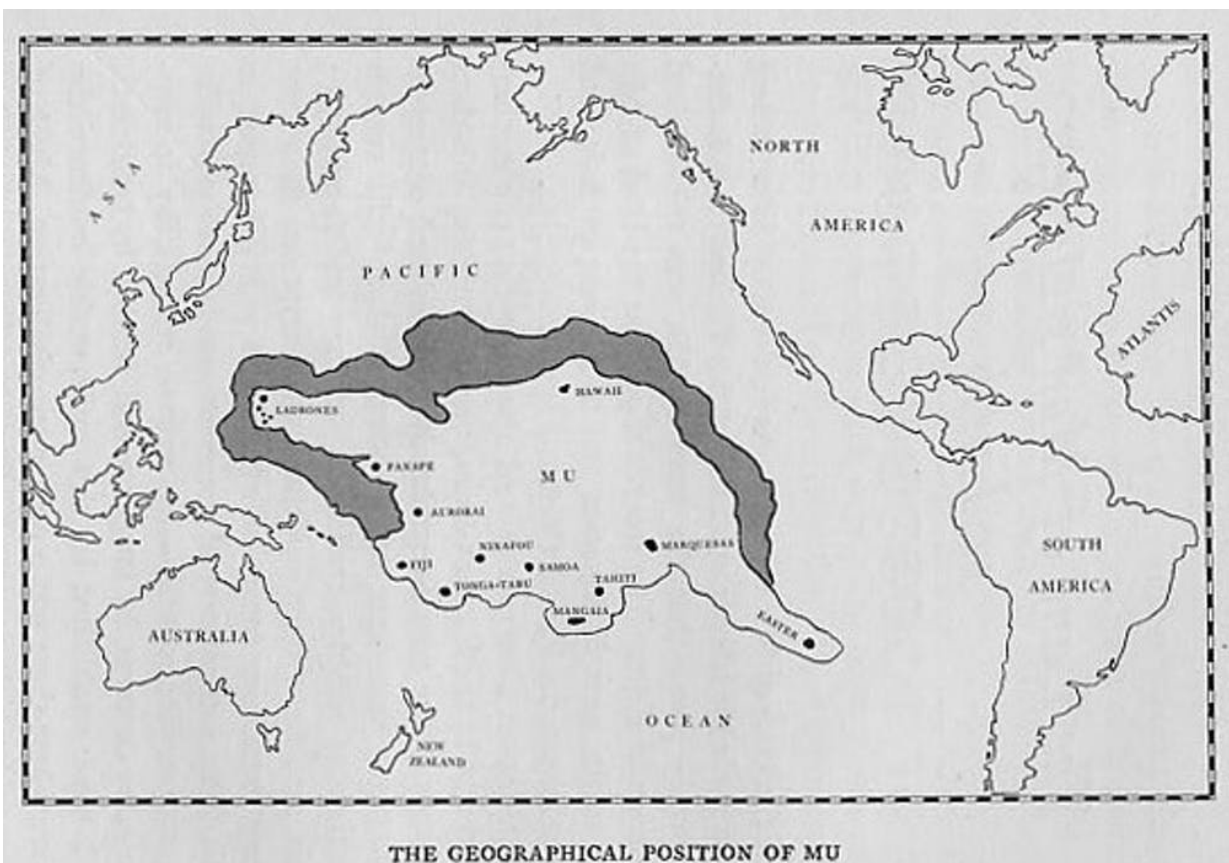 ASIA
NORTH
AMERICA
PACIFIC
ATLANTIS
HAWAII
LADRONES
PANAPE
MU
AURORAI
NINAFOU
MARQUESAS
FIJI
SAMOA
SOUTH
AMERICA
TONGA-TABU
TAHITI
MANGAIA
EASTER
AUSTRALIA
OCEAN
NEW
ZEALAND
THE GEOGRAPHICAL POSITION OF MU